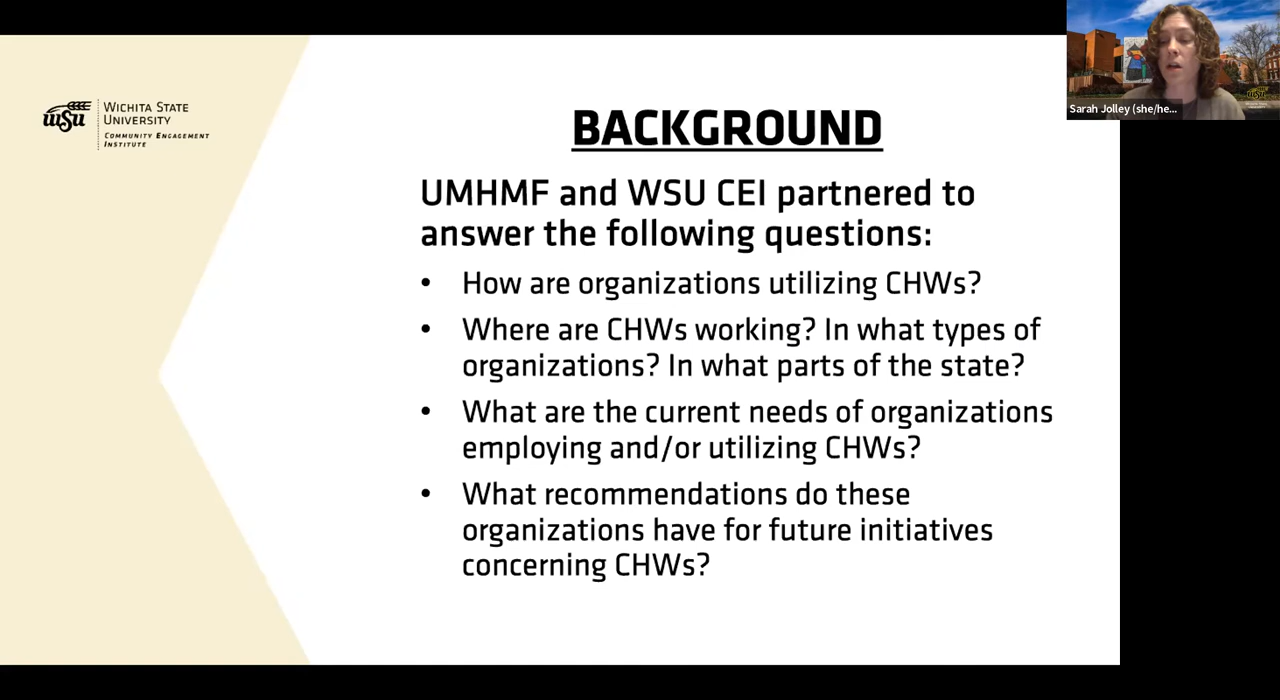 WSU
WICHITA STATE
UNIVERSITY
COMMUNITY ENGAGEMENT
INSTITUTE
Sarah Jolley (she/he...
BACKGROUND
UMHMF and WSU CEI partnered to
answer the following questions:
• How are organizations utilizing CHWs?
• Where are CHWs working? In what types of
organizations? In what parts of the state?
• What are the current needs of organizations
employing and/or utilizing CHWs?
• What recommendations do these
organizations have for future initiatives
concerning CHWs?